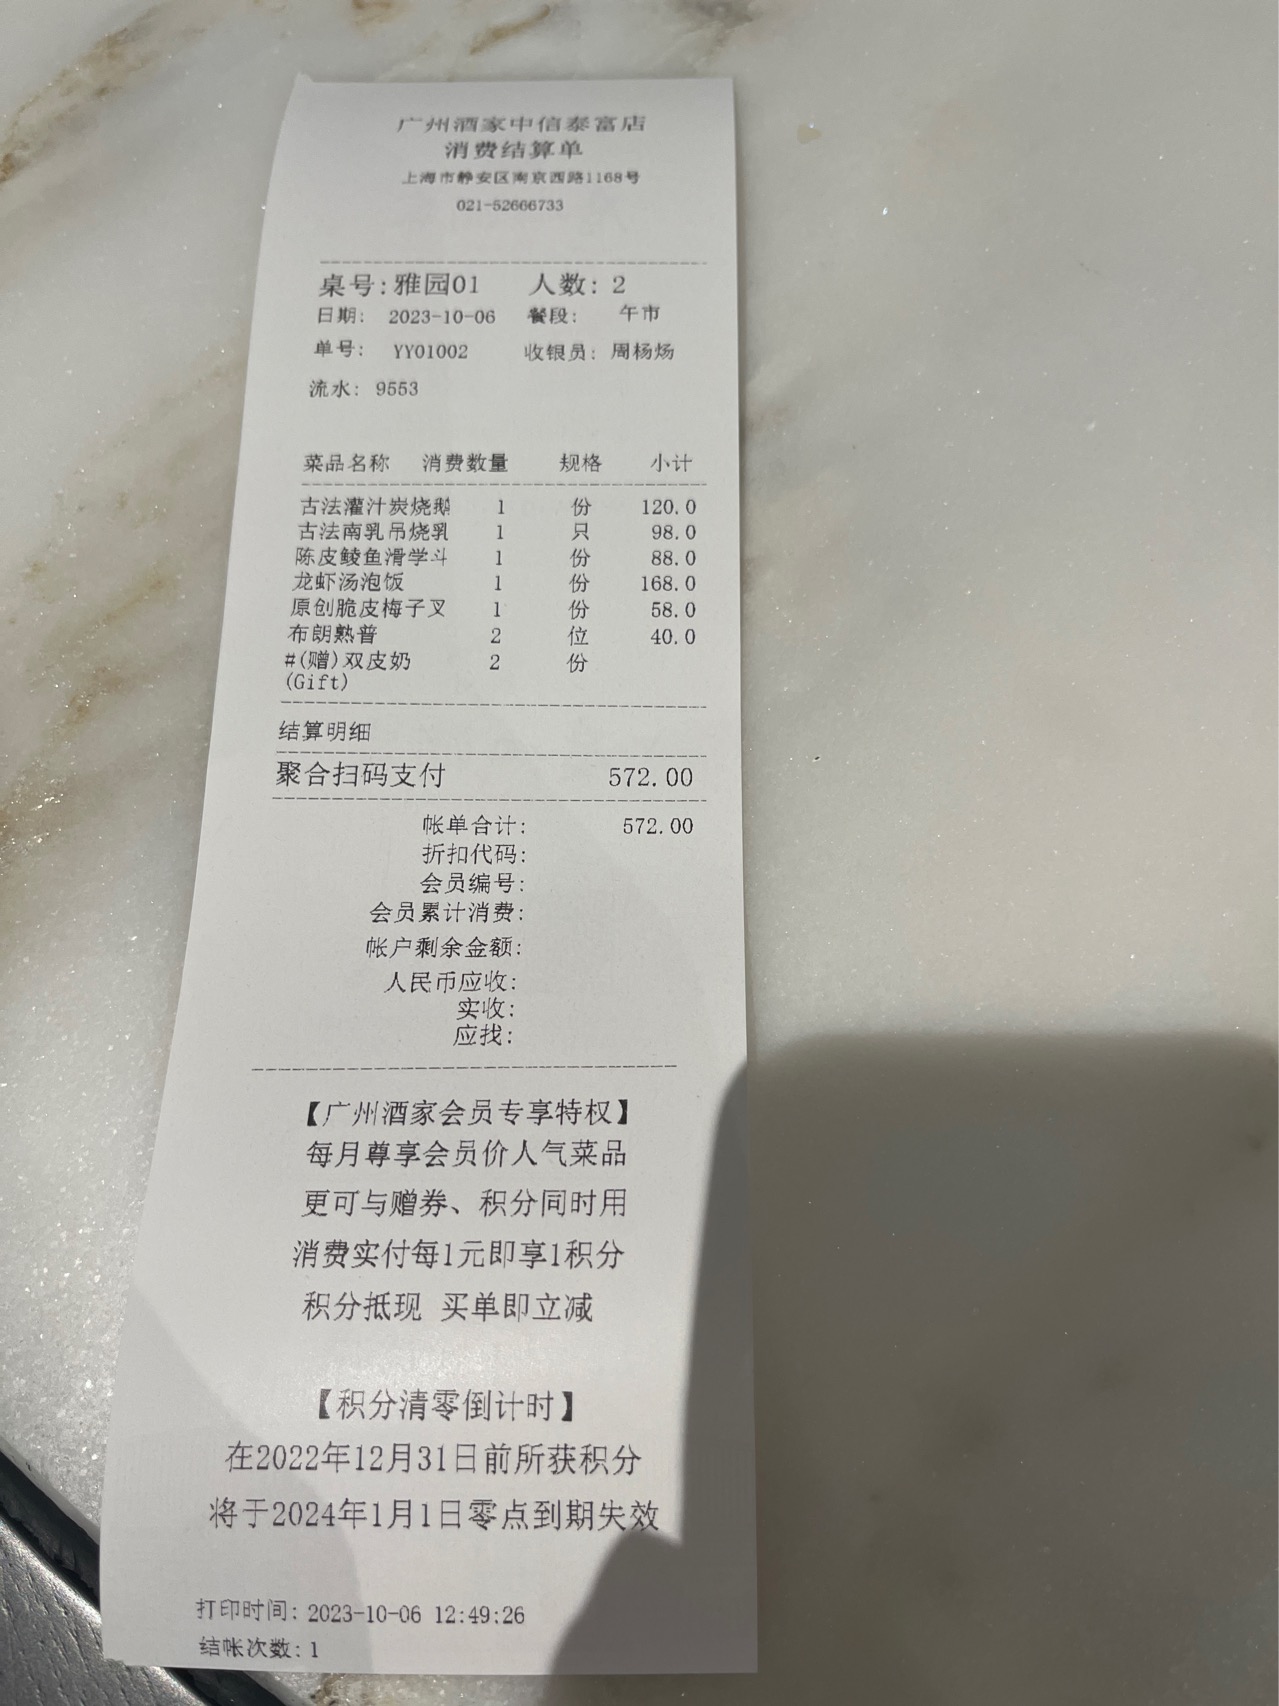 广州酒家中信泰富店
消费结算单
上海市静安区南京西路1168号
021-52666733
桌号:雅园01 人数: 2
日期: 2023-10-06 餐段: 午市
单号: YY01002 收银员: 周杨炀
流水: 9553
菜品名称 消费数量 规格 小计
古法灌汁炭烧鹅 1 份 120.0
古法南乳吊烧乳 1 只 98.0
陈皮鲮鱼滑学斗 1 份 88.0
龙虾汤泡饭 1 份 168.0
原创脆皮梅子叉 1 份 58.0
布朗熟普 2 位 40.0
#(赠)双皮奶 2 份
(Gift)
结算明细
聚合扫码支付 572.00
帐单合计: 572.00
折扣代码:
会员编号:
会员累计消费:
帐户剩余金额:
人民币应收:
实收:
应找:
【广州酒家会员专享特权】
每月尊享会员价人气菜品
更可与赠券、积分同时用
消费实付每1元即享1积分
积分抵现 买单即立减
【积分清零倒计时】
在2022年12月31日前所获积分
将于2024年1月1日零点到期失效
打印时间: 2023-10-06 12:49:26
结帐次数: 1